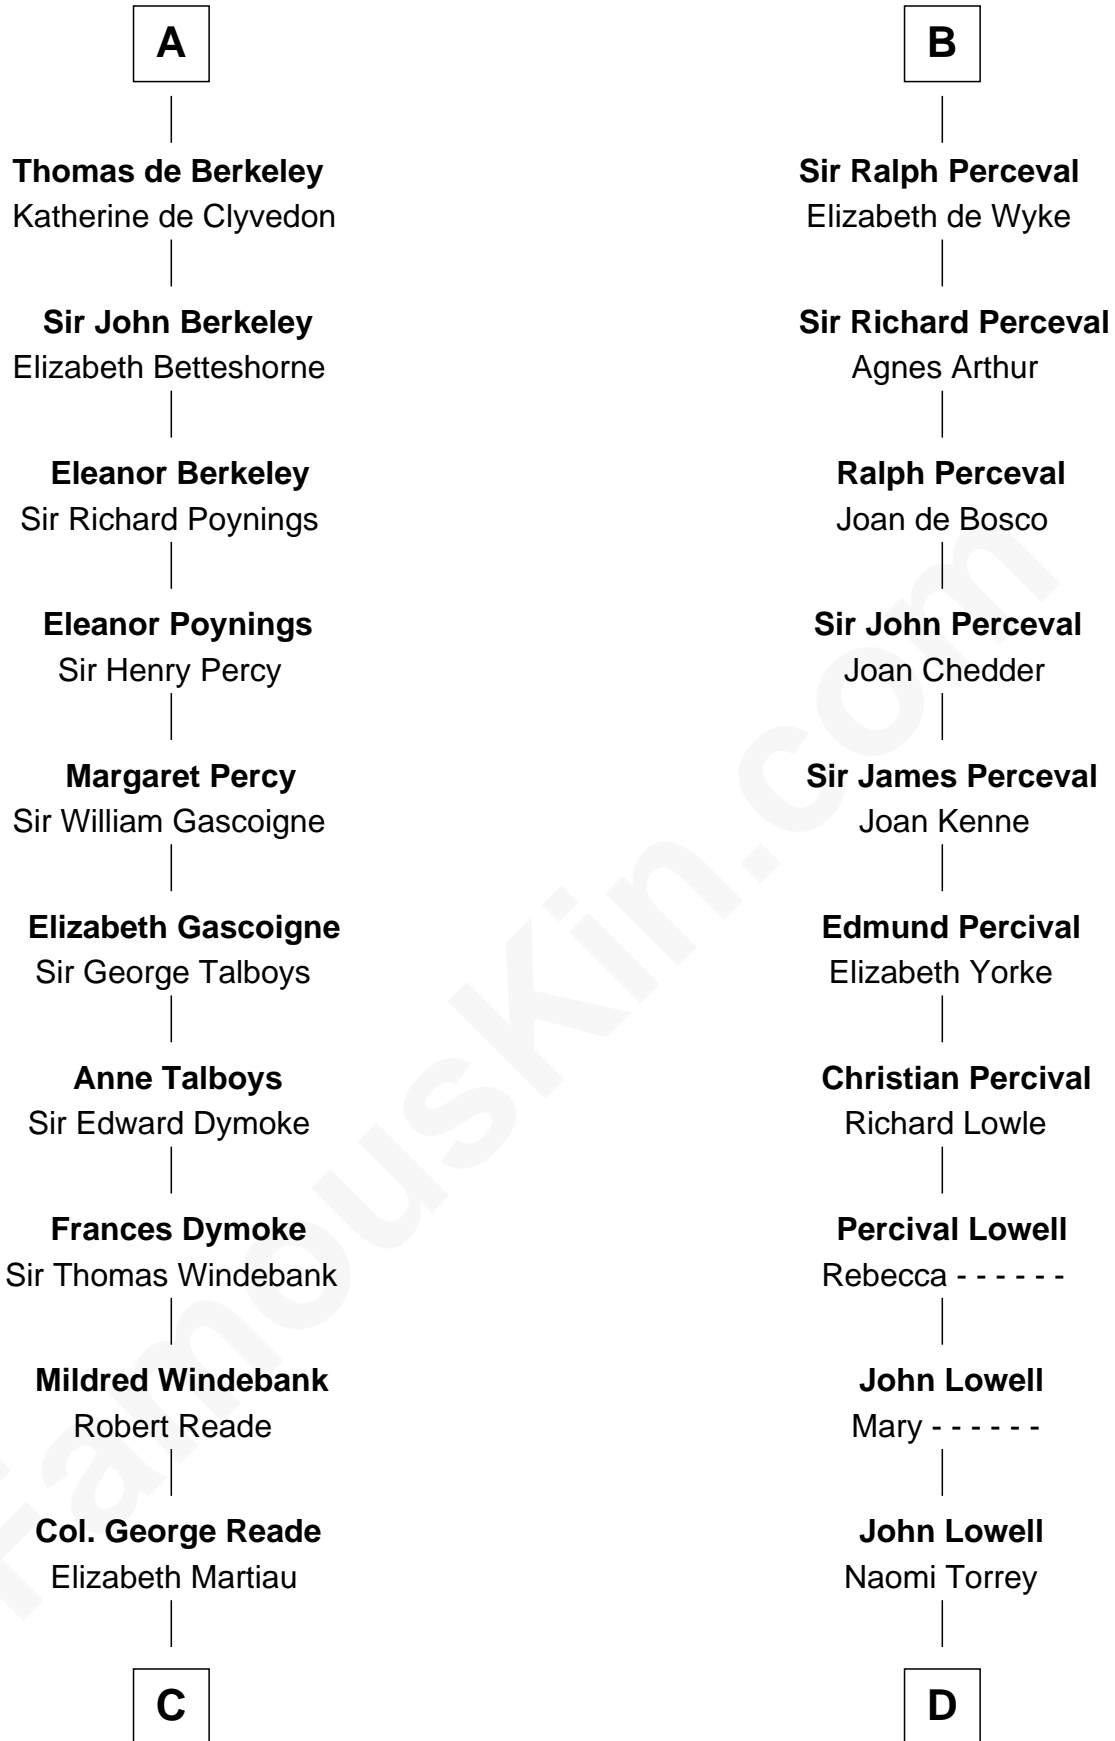 A
Thomas de Berkeley
Katherine de Clyvedon
Sir John Berkeley
Elizabeth Betteshorne
Eleanor Berkeley
Sir Richard Poynings
Eleanor Poynings
Sir Henry Percy
Margaret Percy
Sir William Gascoigne
Elizabeth Gascoigne
Sir George Talboys
Anne Talboys
Sir Edward Dymoke
Frances Dymoke
Sir Thomas Windebank
Mildred Windebank
Robert Reade
Col. George Reade
Elizabeth Martiau
C
B
Sir Ralph Perceval
Elizabeth de Wyke
Sir Richard Perceval
Agnes Arthur
Ralph Perceval
Joan de Bosco
Sir John Perceval
Joan Chedder
Sir James Perceval
Joan Kenne
Edmund Percival
Elizabeth Yorke
Christian Percival
Richard Lowle
Percival Lowell
Rebecca - - - - - -
John Lowell
Mary - - - - - -
John Lowell
Naomi Torrey
D
FamousKin.com